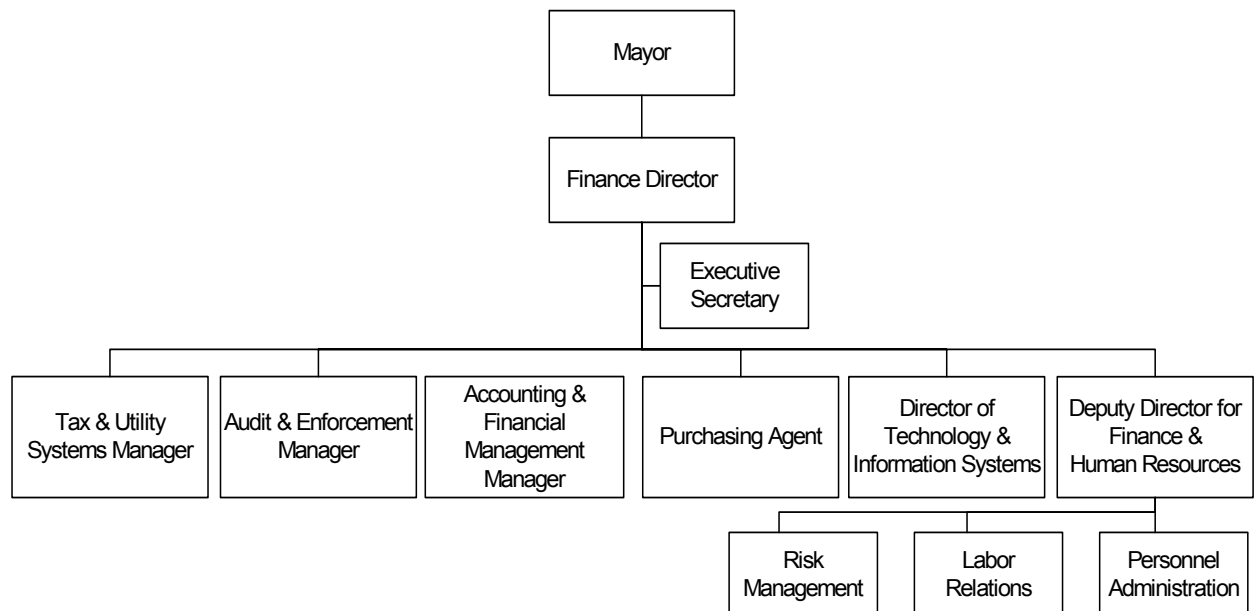 Mayor
Finance Director
Executive
Secretary
Tax & Utility
Systems Manager
Audit & Enforcement
Manager
Accounting &
Financial
Management
Manager
Purchasing Agent
Director of
Technology &
Information Systems
Deputy Director for
Finance &
Human Resources
Risk
Management
Labor
Relations
Personnel
Administration